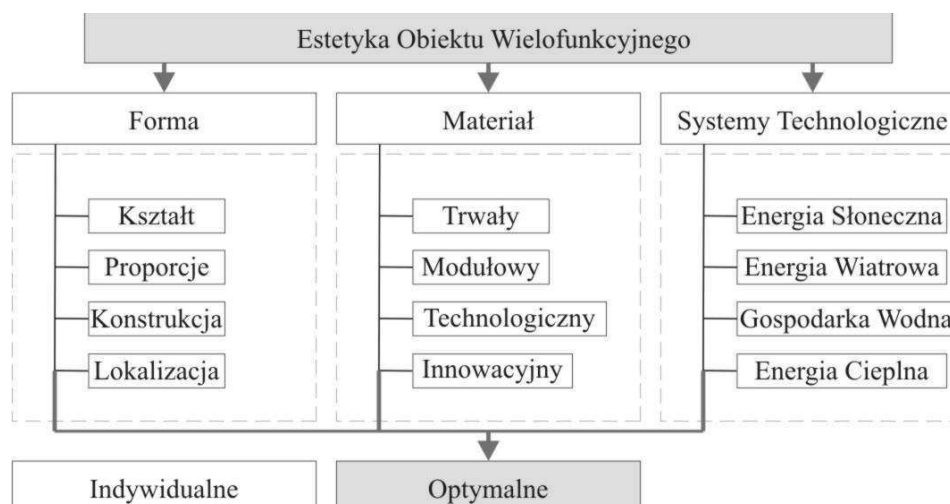 Estetyka Obiektu Wielofunkcyjnego
Forma
Materiał
Systemy Technologiczne
Kształt
Trwały
Energia Słoneczna
Proporcje
Modułowy
Energia Wiatrowa
Konstrukcja
Technologiczny
Gospodarka Wodna
Lokalizacja
Innowacyjny
Energia Cieplna
Indywidualne
Optymalne